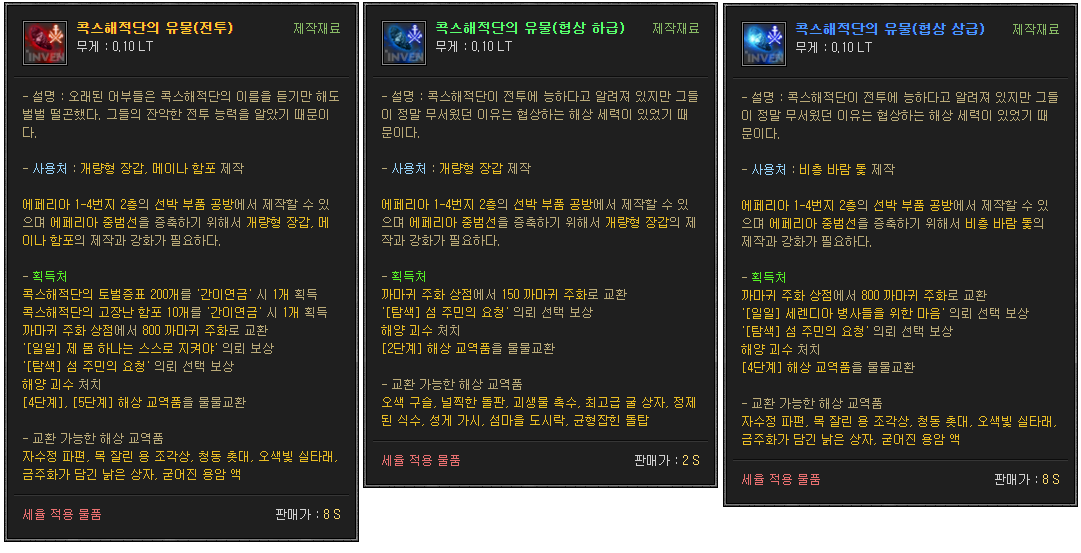 콕스해적단의 유물(전투)
제작재료
무게 : 0.10 LT
INVEN
- 설명 : 오래된 어부들은 콕스해적단의 이름을 듣기만 해도
벌벌 떨곤했다. 그들의 잔악한 전투 능력을 알았기 때문이
다.
- 사용처 : 개량형 장갑, 메이나 함포 제작
에페리아 1-4번지 2층의 선박 부품 공방에서 제작할 수 있
으며 에페리아 중범선을 증축하기 위해서 개량형 장갑, 메
이나 함포의 제작과 강화가 필요하다.
- 획득처
콕스해적단의 토벌증표 200개를 '간이연금' 시 1개 획득
콕스해적단의 고장난 함포 10개를 '간이연금' 시 1개 획득
까마귀 주화 상점에서 800 까마귀 주화로 교환
'[일일] 제 몸 하나는 스스로 지켜야' 의뢰 보상
'[탐색] 섬 주민의 요청' 의뢰 선택 보상
해양 괴수 처치
[4단계], [5단계] 해상 교역품을 물물교환
- 교환 가능한 해상 교역품
자수정 파편, 목 잘린 용 조각상, 청동 촛대, 오색빛 실타래,
금주화가 담긴 낡은 상자, 굳어진 용암 액
세율 적용 물품
판매가 : 8 S
콕스해적단의 유물(협상 하급)
제작재료
무게 : 0.10 LT
INVEN
- 설명 : 콕스해적단이 전투에 능하다고 알려져 있지만 그들
이 정말 무서웠던 이유는 협상하는 해상 세력이 있었기 때
문이다.
- 사용처 : 개량형 장갑 제작
에페리아 1-4번지 2층의 선박 부품 공방에서 제작할 수 있
으며 에페리아 중범선을 증축하기 위해서 개량형 장갑의 제
작과 강화가 필요하다.
- 획득처
까마귀 주화 상점에서 150 까마귀 주화로 교환
'[탐색] 섬 주민의 요청' 의뢰 선택 보상
해양 괴수 처치
[2단계] 해상 교역품을 물물교환
- 교환 가능한 해상 교역품
오색 구슬, 널찍한 돌판, 괴생물 촉수, 최고급 굴 상자, 정제
된 식수, 성게 가시, 섬마을 도시락, 균형잡힌 돌탑
세율 적용 물품
판매가 : 2 S
콕스해적단의 유물(협상 상급)
제작재료
무게 : 0.10 LT
INVEN
- 설명 : 콕스해적단이 전투에 능하다고 알려져 있지만 그들
이 정말 무서웠던 이유는 협상하는 해상 세력이 있었기 때
문이다.
- 사용처 : 비층 바람 돛 제작
에페리아 1-4번지 2층의 선박 부품 공방에서 제작할 수 있
으며 에페리아 중범선을 증축하기 위해서 비층 바람 돛의
제작과 강화가 필요하다.
- 획득처
까마귀 주화 상점에서 800 까마귀 주화로 교환
'[일일] 세렌디아 병사들을 위한 마음' 의뢰 보상
'[탐색] 섬 주민의 요청' 의뢰 선택 보상
해양 괴수 처치
[4단계] 해상 교역품을 물물교환
- 교환 가능한 해상 교역품
자수정 파편, 목 잘린 용 조각상, 청동 촛대, 오색빛 실타래,
금주화가 담긴 낡은 상자, 굳어진 용암 액
세율 적용 물품
판매가 : 8 S